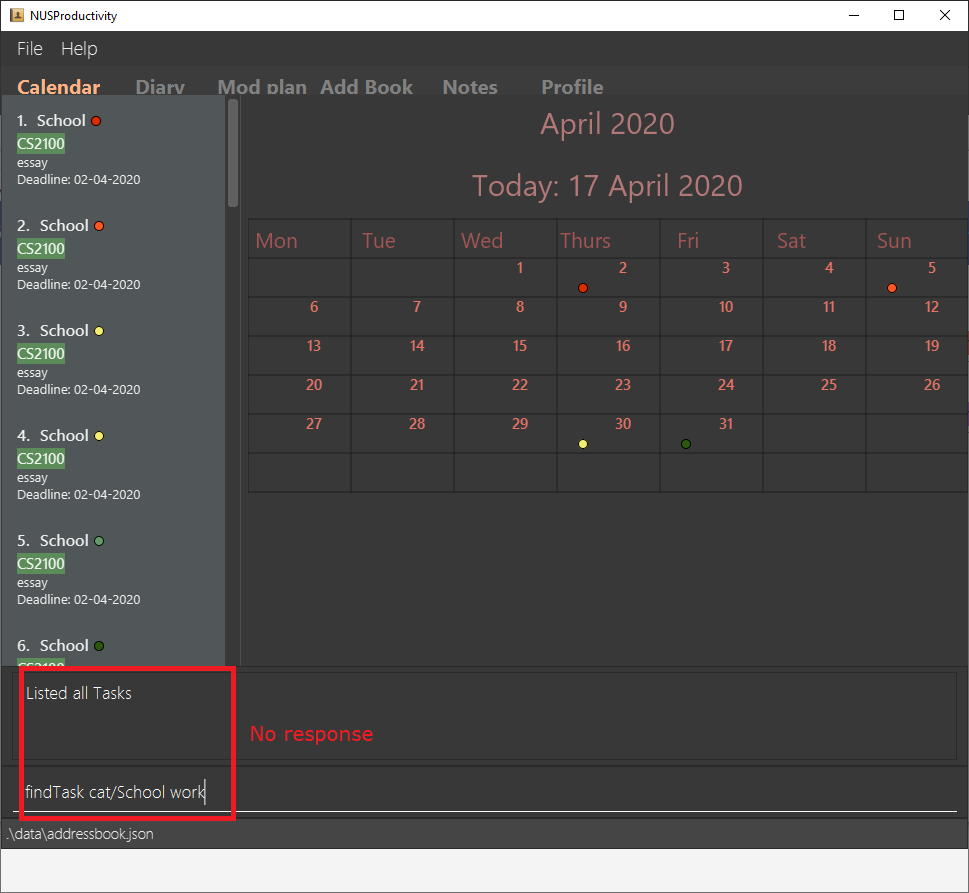 NUSProductivity
File Help
Calendar Diary Mod plan Add Book Notes Profile
1. School
CS2100
essay
Deadline: 02-04-2020
2. School
CS2100
essay
Deadline: 02-04-2020
3. School
CS2100
essay
Deadline: 02-04-2020
4. School
CS2100
essay
Deadline: 02-04-2020
5. School
CS2100
essay
Deadline: 02-04-2020
6. School
CS2100
April 2020
Today: 17 April 2020
Mon Tue Wed Thurs Fri Sat Sun
1 2 3 4 5
6 7 8 9 10 11 12
13 14 15 16 17 18 19
20 21 22 23 24 25 26
27 28 29 30 31
Listed all Tasks
No response
findTask cat/School work
.\data\addressbook.json